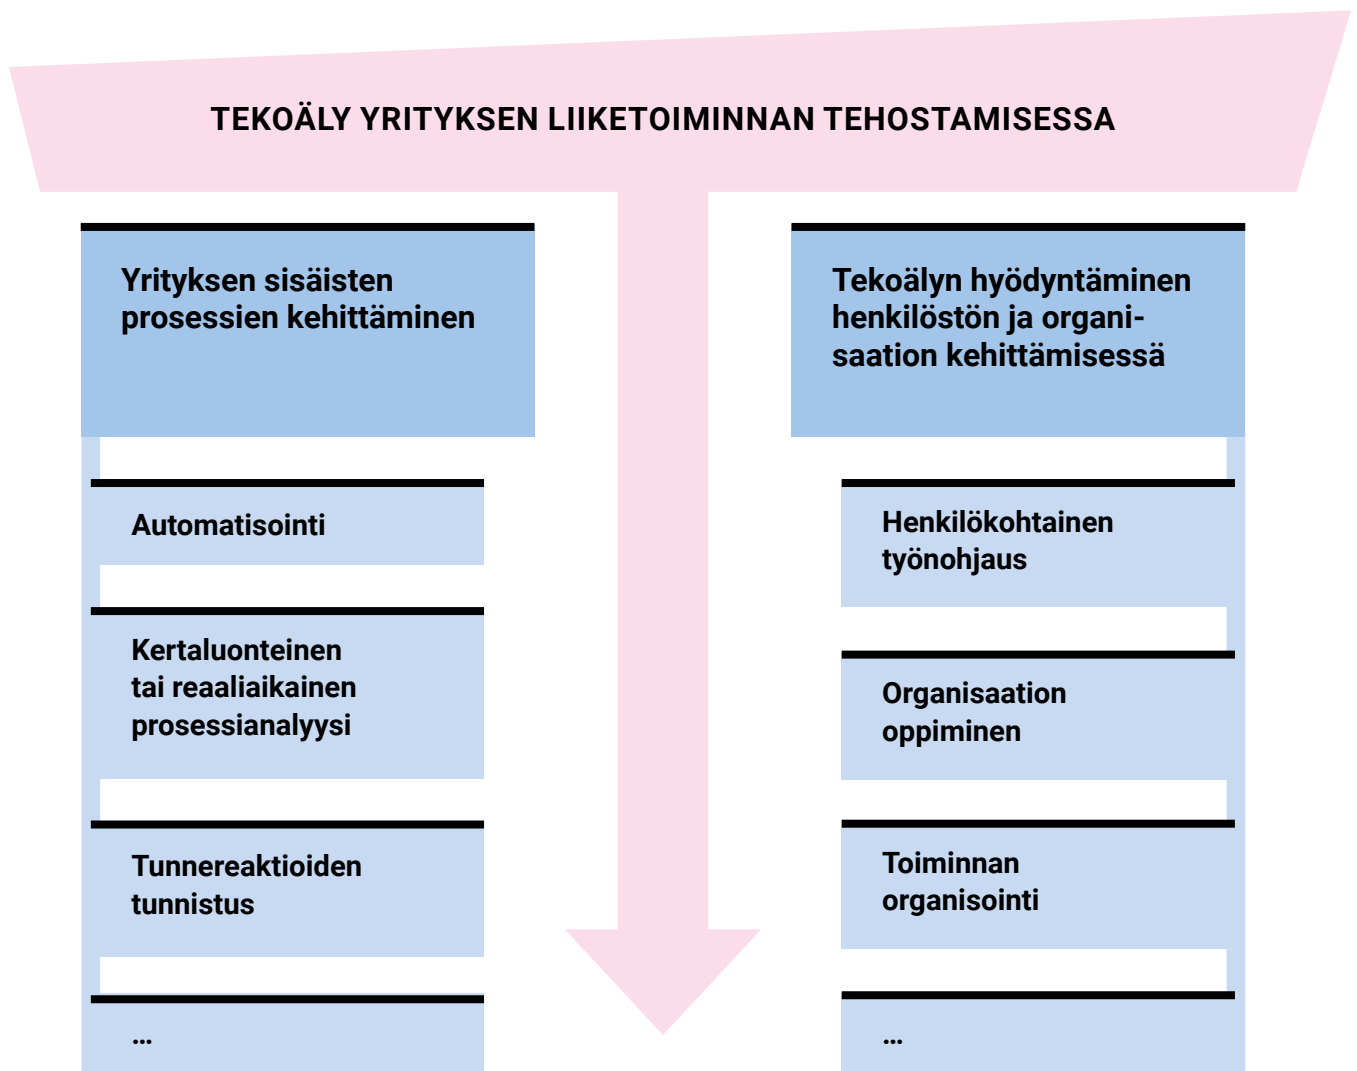 TEKOÄLY YRITYKSEN LIIKETOIMINNAN TEHOSTAMISESSA
Yrityksen sisäisten
prosessien kehittäminen
Automatisointi
Kertaluonteinen
tai reaaliaikainen
prosessianalyysi
Tunnereaktioiden
tunnistus
…
Tekoälyn hyödyntäminen
henkilöstön ja organi-
saation kehittämisessä
Henkilökohtainen
työnohjaus
Organisaation
oppiminen
Toiminnan
organisointi
…